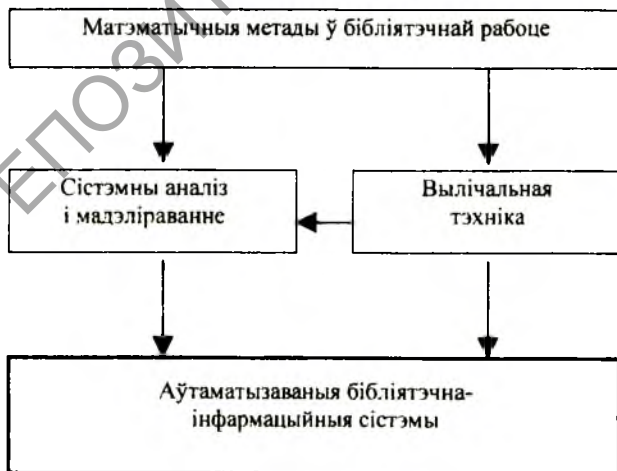 Матэматычныя метады ў бібліятэчнай рабоце
Сістэмны аналіз
і мадэліраванне
Вылічальная
тэхніка
Аўтаматызаваныя бібліятэчна-
інфармацыйныя сістэмы